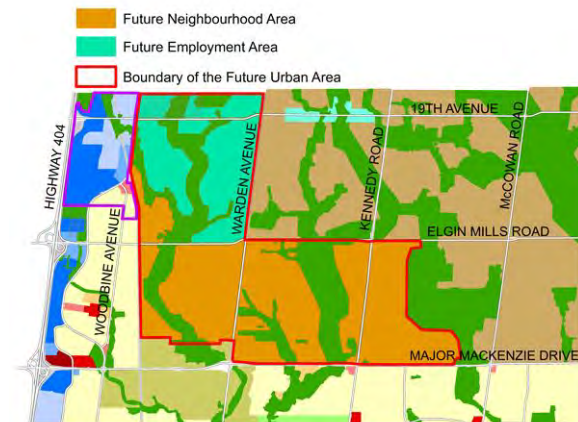 Future Neighbourhood Area
Future Employment Area
Boundary of the Future Urban Area
19TH AVENUE
HIGHWAY 404
WOODBINE AVENUE
WARDEN AVENUE
KENNEDY ROAD
McCOWAN ROAD
ELGIN MILLS ROAD
MAJOR MACKENZIE DRIVE